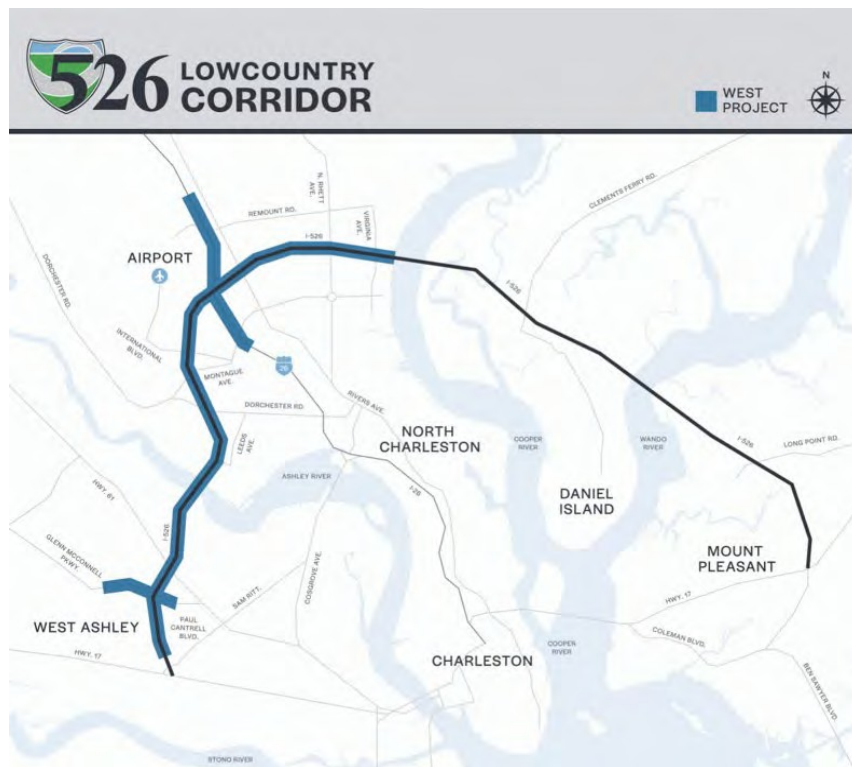 526 LOWCOUNTRY
CORRIDOR
WEST
PROJECT
N
N. RHETT
AVE.
VIRGINIA
AVE.
REMOUNT RD.
CLEMENTS FERRY RD.
I-526
AIRPORT
DORCHESTER RD.
I-526
INTERNATIONAL
BLVD.
MONTAGUE
AVE.
26
RIVERS AVE.
DORCHESTER RD.
LEEDS
AVE.
NORTH
CHARLESTON
COOPER
RIVER
WANDO
RIVER
I-526
LONG POINT RD.
ASHLEY RIVER
HWY. 61
I-26
DANIEL
ISLAND
I-526
GLENN MCCONNELL
PKWY.
COSGROVE AVE.
MOUNT
PLEASANT
SAM RITT.
HWY. 17
WEST ASHLEY
PAUL
CANTRELL
BLVD.
COLEMAN BLVD.
HWY. 17
CHARLESTON
COOPER
RIVER
BEN SAWYER BLVD.
STONO RIVER